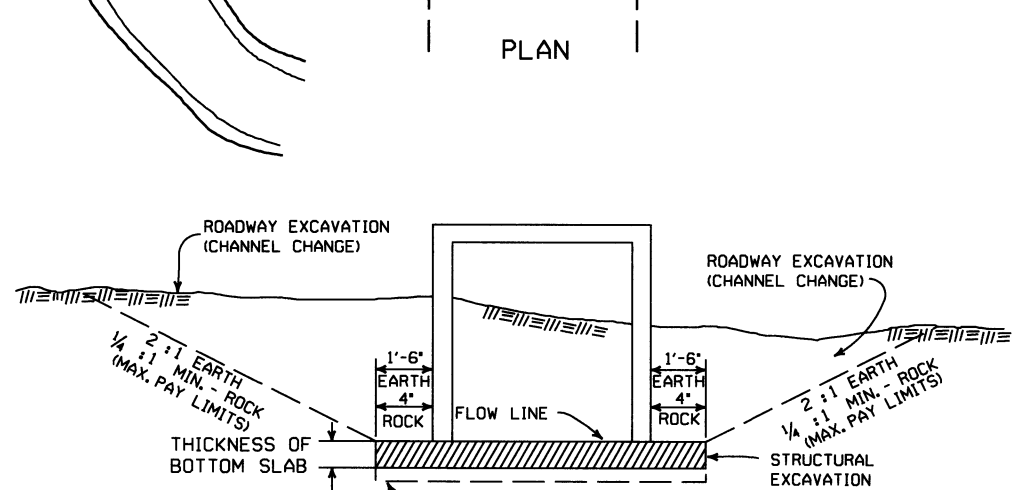 PLAN
ROADWAY EXCAVATION
(CHANNEL CHANGE)
ROADWAY EXCAVATION
(CHANNEL CHANGE)
2 :1 EARTH
1/4 :1 MIN. - ROCK
(MAX. PAY LIMITS)
1'-6"
EARTH
4"
ROCK
FLOW LINE
1'-6"
EARTH
4"
ROCK
2 :1 EARTH
1/4 :1 MIN. - ROCK
(MAX. PAY LIMITS)
THICKNESS OF
BOTTOM SLAB
STRUCTURAL
EXCAVATION